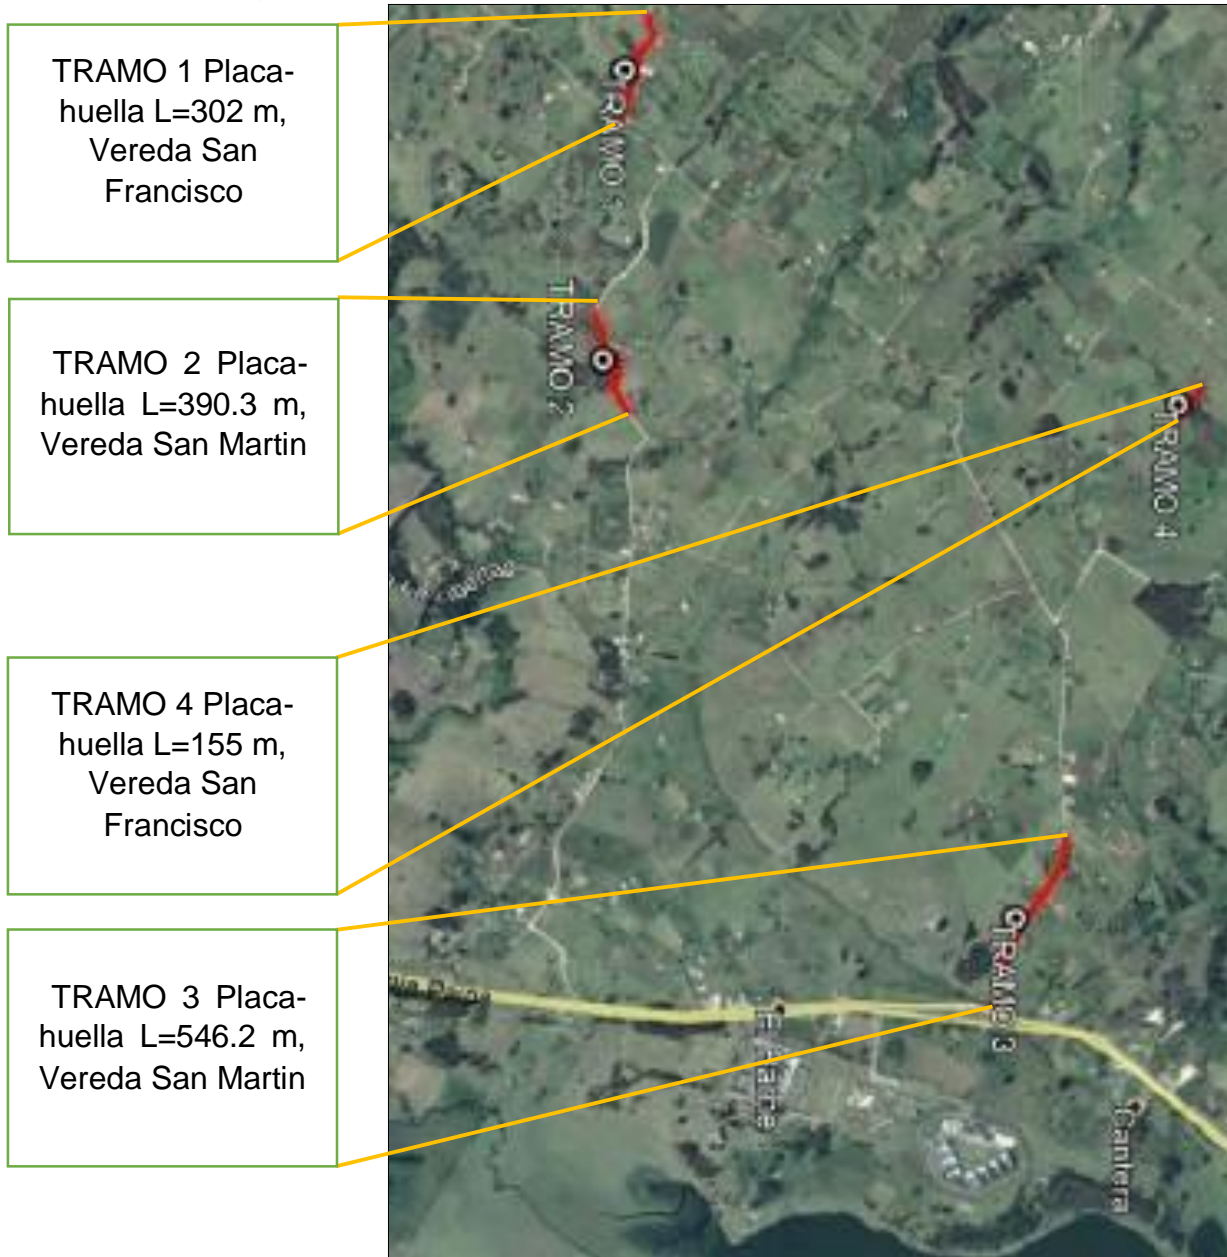 TRAMO 1 Placa-
huella L=302 m,
Vereda San
Francisco
TRAMO 2 Placa-
huella L=390.3 m,
Vereda San Martin
TRAMO 4 Placa-
huella L=155 m,
Vereda San
Francisco
TRAMO 3 Placa-
huella L=546.2 m,
Vereda San Martin
TRAMO
TRAMO 2
TRAMO 4
TRAMO 3
Cantera